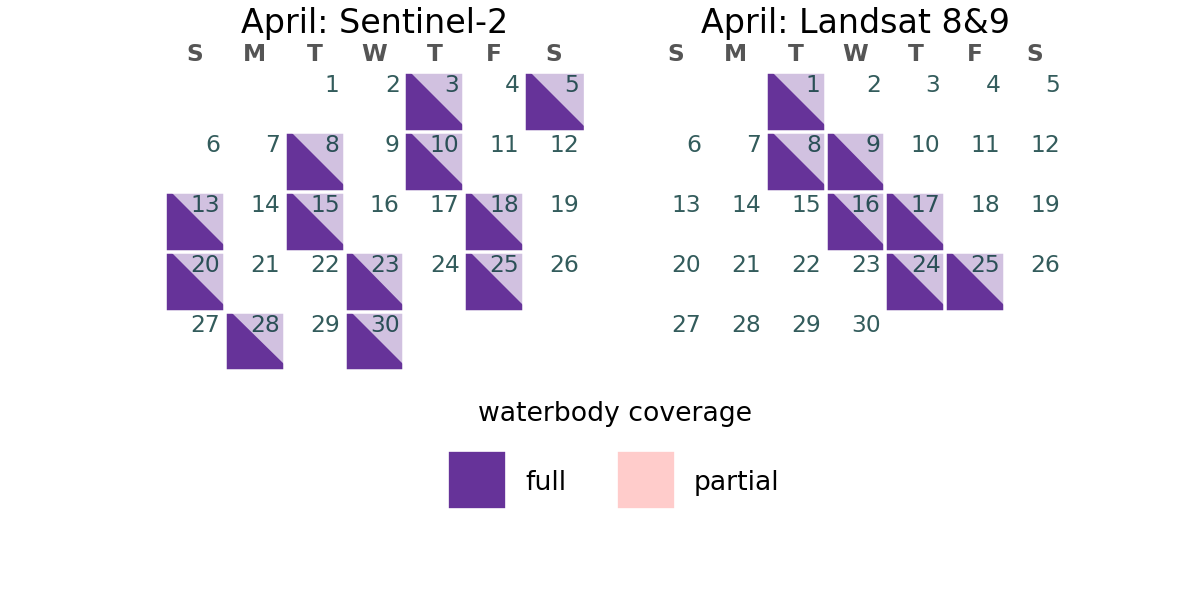 April: Sentinel-2
S M T W T F S
1 2 3 4 5
6 7 8 9 10 11 12
13 14 15 16 17 18 19
20 21 22 23 24 25 26
27 28 29 30
April: Landsat 8&9
S M T W T F S
1 2 3 4 5
6 7 8 9 10 11 12
13 14 15 16 17 18 19
20 21 22 23 24 25 26
27 28 29 30
waterbody coverage
full partial